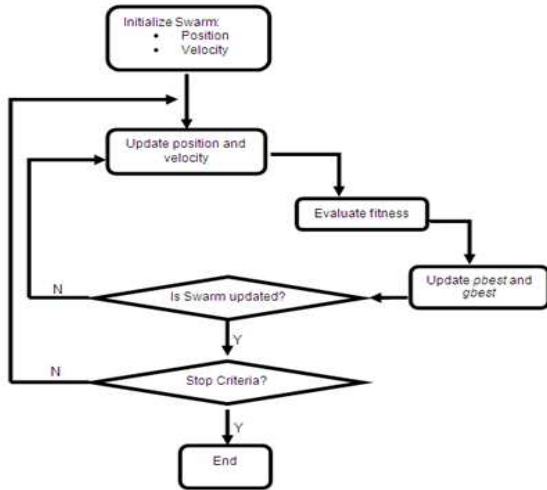 Initialize Swarm:
• Position
• Velocity
Update position and
velocity
Evaluate fitness
Update pbest and
gbest
Is Swarm updated?
N
Y
Stop Criteria?
N
Y
End